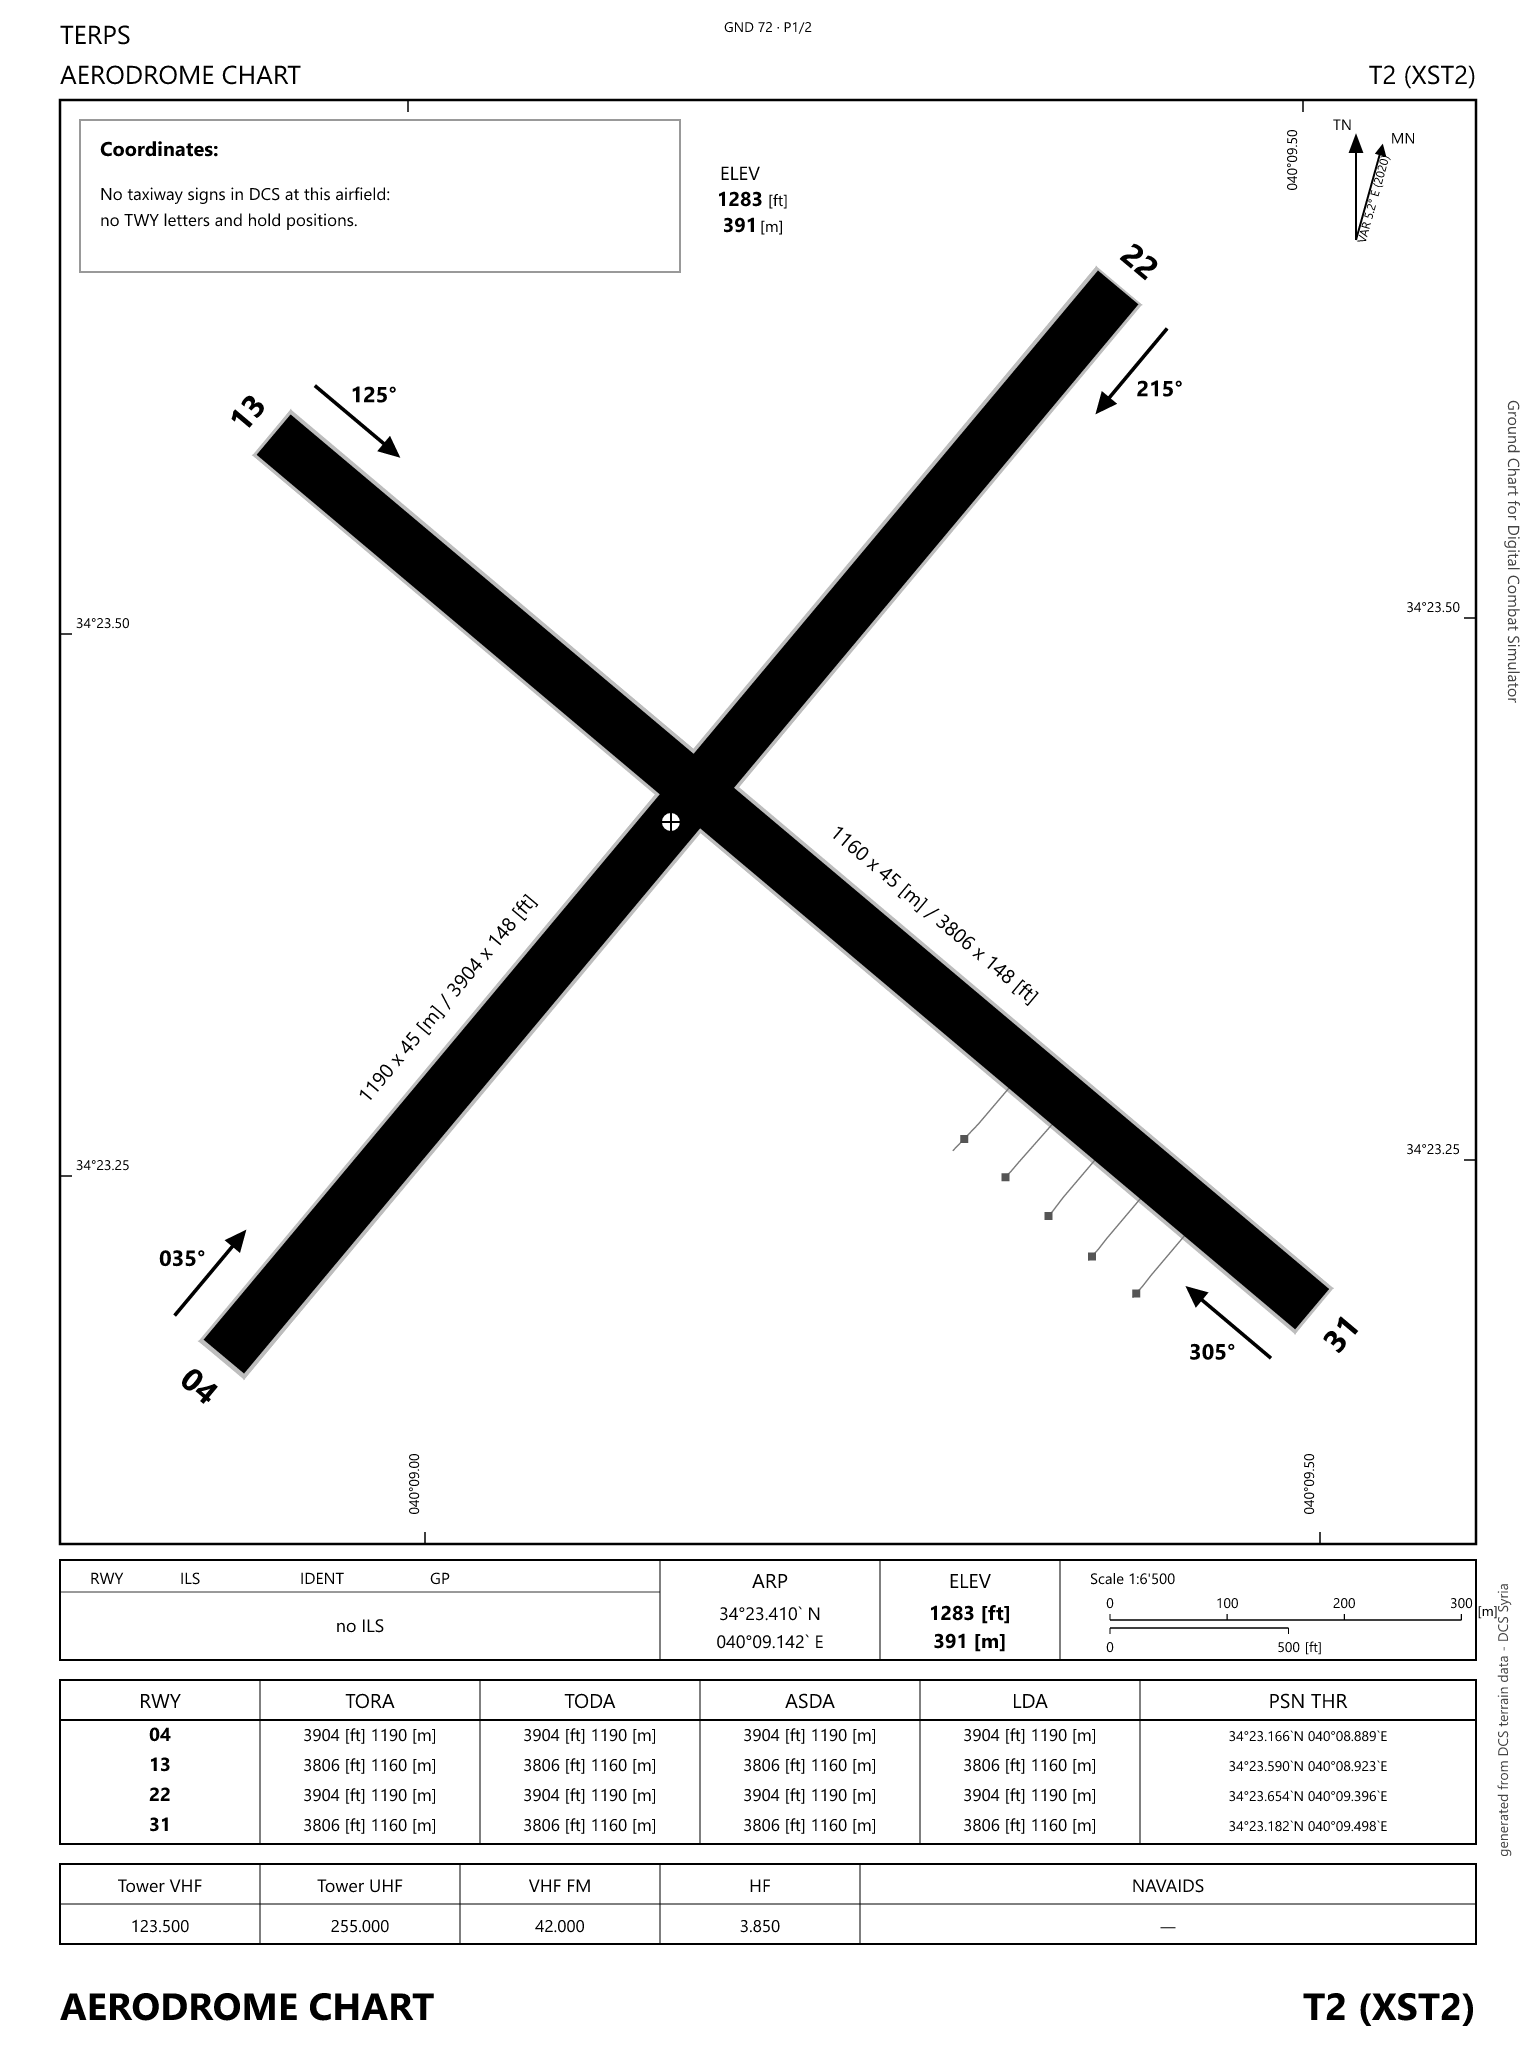 TERPS
GND 72 · P1/2
AERODROME CHART
T2 (XST2)
Coordinates:
No taxiway signs in DCS at this airfield:
no TWY letters and hold positions.
ELEV
1283 [ft]
391 [m]
040°09.50
TN
MN
VAR 5.2° E (2020)
22
215°
13
125°
34°23.50
34°23.50
Ground Chart for Digital Combat Simulator
1160 x 45 [m] / 3806 x 148 [ft]
1190 x 45 [m] / 3904 x 148 [ft]
34°23.25
34°23.25
035°
04
305°
31
040°09.00
040°09.50
RWY ILS IDENT GP
no ILS
ARP
34°23.410` N
040°09.142` E
ELEV
1283 [ft]
391 [m]
Scale 1:6'500
0 100 200 300 [m]
0 500 [ft]
generated from DCS terrain data - DCS Syria
RWY TORA TODA ASDA LDA PSN THR
04 3904 [ft] 1190 [m] 3904 [ft] 1190 [m] 3904 [ft] 1190 [m] 3904 [ft] 1190 [m] 34°23.166`N 040°08.889`E
13 3806 [ft] 1160 [m] 3806 [ft] 1160 [m] 3806 [ft] 1160 [m] 3806 [ft] 1160 [m] 34°23.590`N 040°08.923`E
22 3904 [ft] 1190 [m] 3904 [ft] 1190 [m] 3904 [ft] 1190 [m] 3904 [ft] 1190 [m] 34°23.654`N 040°09.396`E
31 3806 [ft] 1160 [m] 3806 [ft] 1160 [m] 3806 [ft] 1160 [m] 3806 [ft] 1160 [m] 34°23.182`N 040°09.498`E
Tower VHF Tower UHF VHF FM HF NAVAIDS
123.500 255.000 42.000 3.850 —
AERODROME CHART
T2 (XST2)